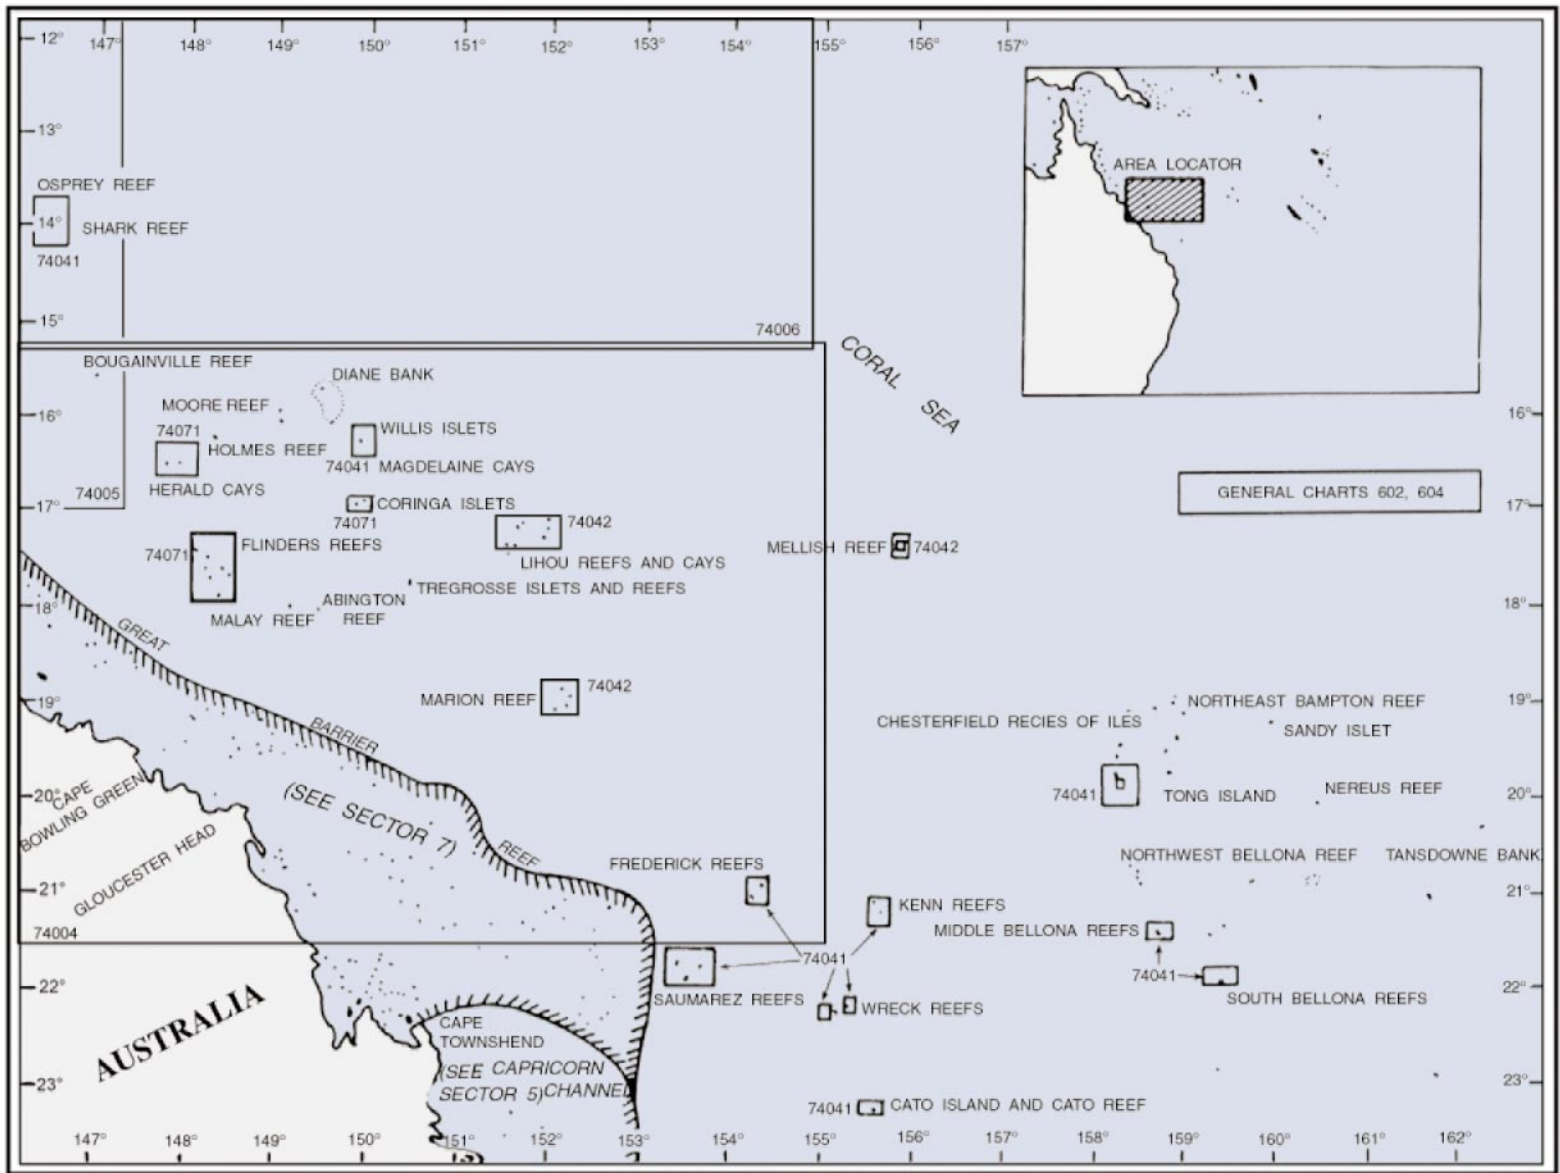 12°
147°
148°
149°
150°
151°
152°
153°
154°
155°
156°
157°
13°
AREA LOCATOR
OSPREY REEF
14°
SHARK REEF
74041
15°
74006
CORAL SEA
BOUGAINVILLE REEF
DIANE BANK
MOORE REEF
16°
16°
74071
WILLIS ISLETS
HOLMES REEF
74041
MAGDELAINE CAYS
HERALD CAYS
74005
GENERAL CHARTS 602, 604
17°
CORINGA ISLETS
17°
74071
74042
74071
FLINDERS REEFS
MELLISH REEF
74042
LIHOU REEFS AND CAYS
TREGROSSE ISLETS AND REEFS
18°
ABINGTON
REEF
MALAY REEF
18°
GREAT
BARRIER
REEF
74042
MARION REEF
19°
NORTHEAST BAMPTON REEF
19°
CHESTERFIELD RECIES OF ILES
SANDY ISLET
20°
CAPE
BOWLING GREEN
(SEE SECTOR 7)
74041
TONG ISLAND
NEREUS REEF
20°
GLOUCESTER HEAD
FREDERICK REEFS
NORTHWEST BELLONA REEF
TANSDOWNE BANK
21°
KENN REEFS
21°
74004
MIDDLE BELLONA REEFS
74041
74041
22°
SAUMAREZ REEFS
WRECK REEFS
SOUTH BELLONA REEFS
22°
AUSTRALIA
CAPE
TOWNSHEND
(SEE CAPRICORN
SECTOR 5) CHANNEL
23°
23°
74041
CATO ISLAND AND CATO REEF
147°
148°
149°
150°
151°
152°
153°
154°
155°
156°
157°
158°
159°
160°
161°
162°